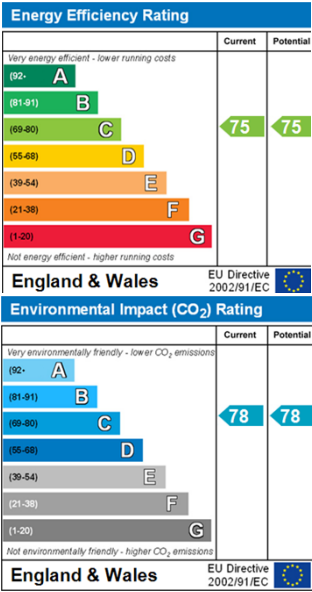 Energy Efficiency Rating
Current Potential
Very energy efficient - lower running costs
(92- A
(81-91) B
(69-80) C 75 75
(55-68) D
(39-54) E
(21-38) F
(1-20) G
Not energy efficient - higher running costs
England & Wales
EU Directive
2002/91/EC
Environmental Impact (CO2) Rating
Current Potential
Very environmentally friendly - lower CO2 emissions
(92- A
(81-91) B
(69-80) C 78 78
(55-68) D
(39-54) E
(21-38) F
(1-20) G
Not environmentally friendly - higher CO2 emissions
England & Wales
EU Directive
2002/91/EC